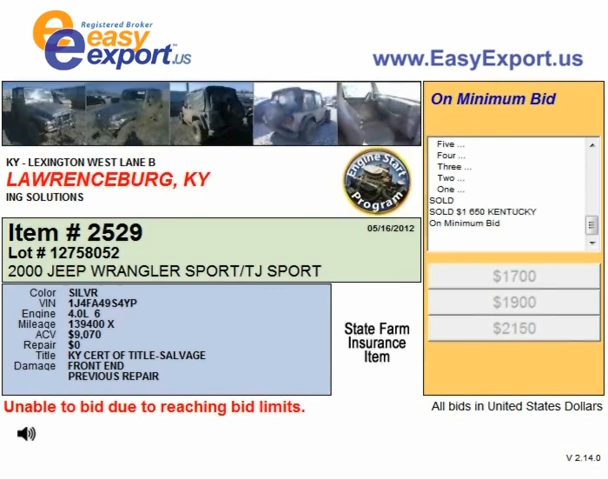 Registered Broker
easy
export.us
www.EasyExport.us
On Minimum Bid
Five ...
Four ...
Three ...
Two ...
One ...
SOLD
SOLD $1 650 KENTUCKY
On Minimum Bid
KY - LEXINGTON WEST LANE B
LAWRENCEBURG, KY
ING SOLUTIONS
Engine Start
Program
Item # 2529
05/16/2012
Lot # 12758052
2000 JEEP WRANGLER SPORT/TJ SPORT
$1700
$1900
$2150
Color SILVR
VIN 1J4FA49S4YP
Engine 4.0L 6
Mileage 139400 X
ACV $9,070
Repair $0
Title KY CERT OF TITLE-SALVAGE
Damage FRONT END
PREVIOUS REPAIR
State Farm
Insurance
Item
Unable to bid due to reaching bid limits.
All bids in United States Dollars
V 2.14.0